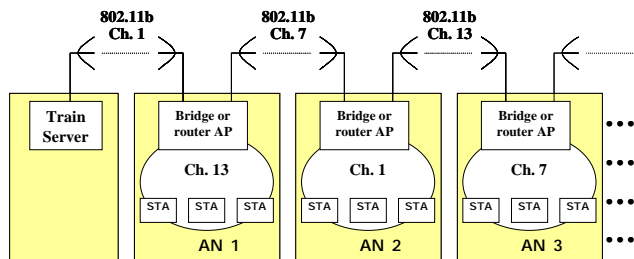 802.11b
Ch. 1
802.11b
Ch. 7
802.11b
Ch. 13
Train
Server
Bridge or
router AP
Ch. 13
STA
STA
STA
AN 1
Bridge or
router AP
Ch. 1
STA
STA
STA
AN 2
Bridge or
router AP
Ch. 7
STA
STA
STA
AN 3